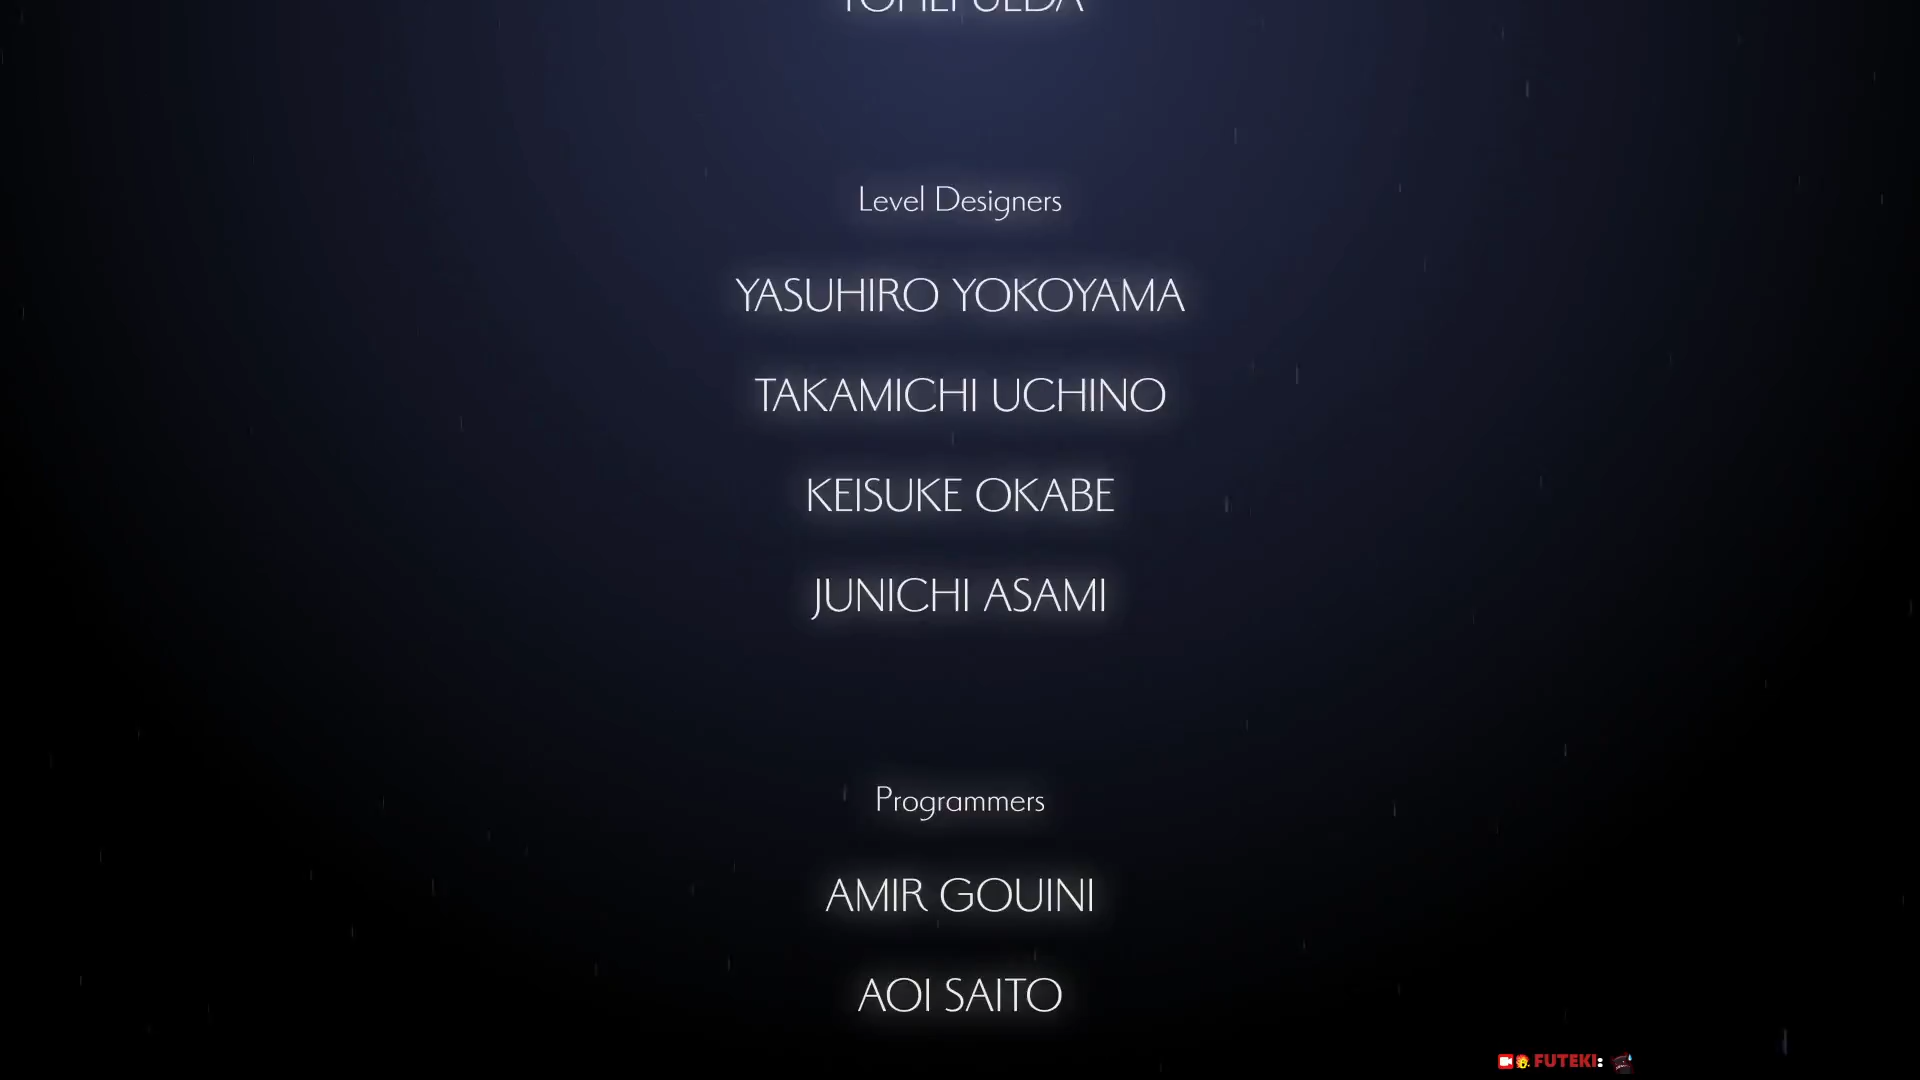 Level Designers
YASUHIRO YOKOYAMA
TAKAMICHI UCHINO
KEISUKE OKABE
JUNICHI ASAMI
Programmers
AMIR GOUINI
AOI SAITO
FUTEKI: